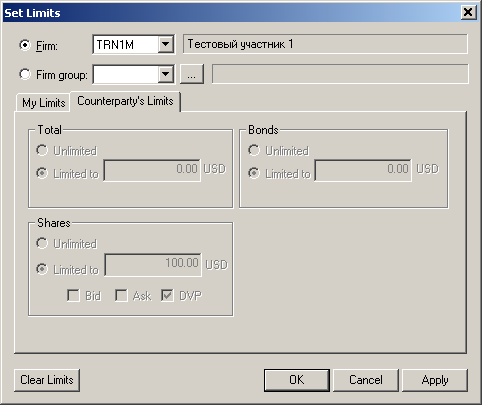 Set Limits
Firm: TRN1M Тестовый участник 1
Firm group: ...
My Limits Counterparty's Limits
Total Bonds
Unlimited Unlimited
Limited to 0.00 USD Limited to 0.00 USD
Shares
Unlimited
Limited to 100.00 USD
Bid Ask DVP
Clear Limits OK Cancel Apply